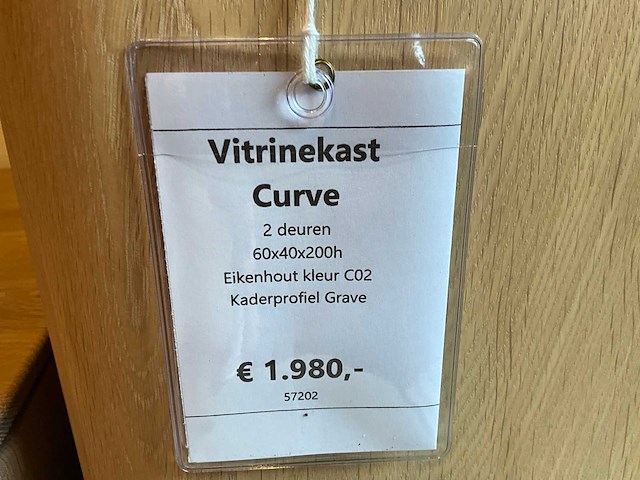 Vitrinekast
Curve
2 deuren
60x40x200h
Eikenhout kleur C02
Kaderprofiel Grave
€ 1.980,-
57202